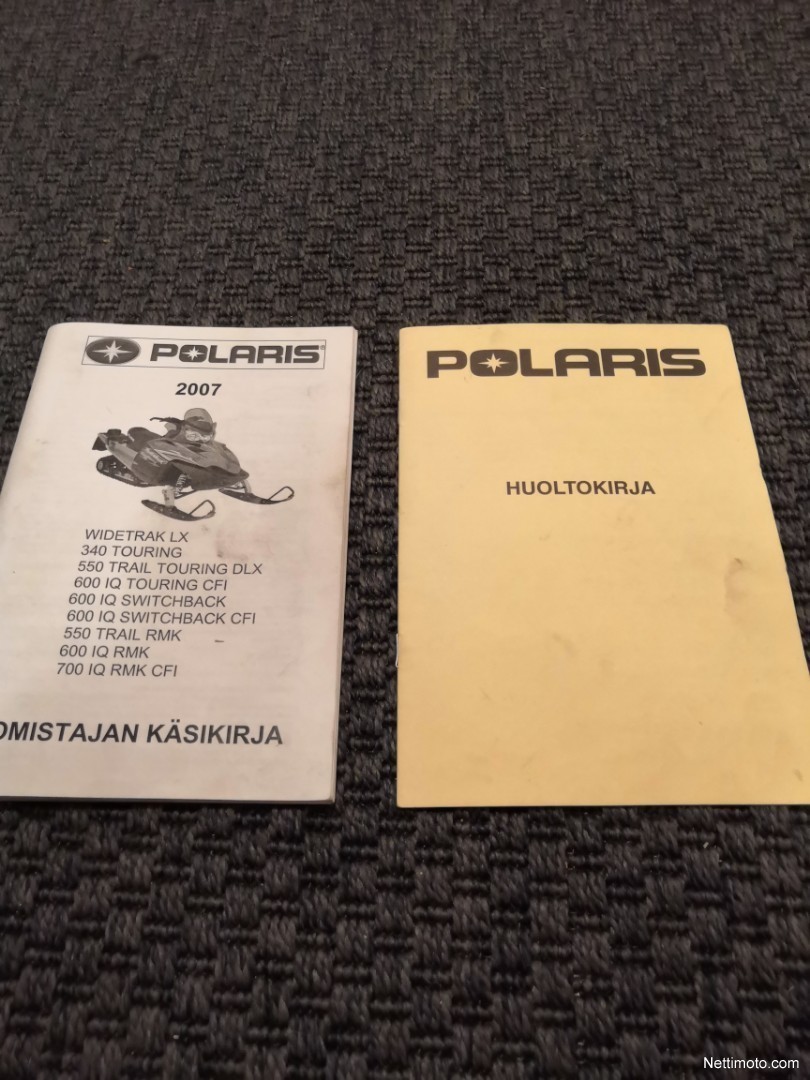 POLARIS
2007
WIDETRAK LX
340 TOURING
550 TRAIL TOURING DLX
600 IQ TOURING CFI
600 IQ SWITCHBACK
600 IQ SWITCHBACK CFI
550 TRAIL RMK
600 IQ RMK
700 IQ RMK CFI
OMISTAJAN KÄSIKIRJA
POLARIS
HUOLTOKIRJA
Nettimoto.com